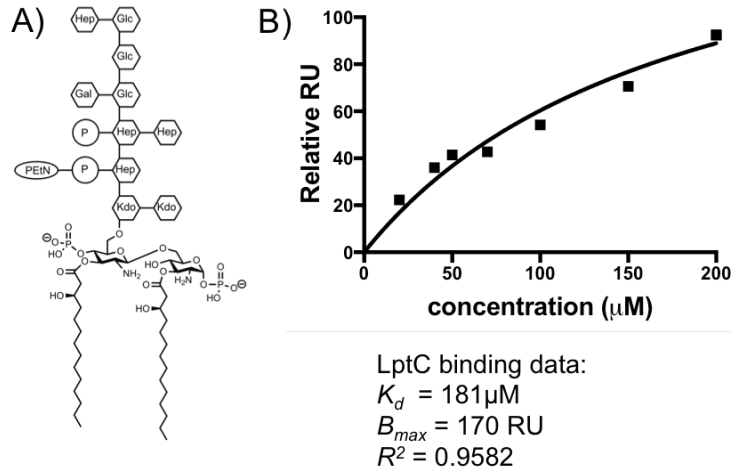 A)
Hep Glc
Glc
Gal Glc
P Hep Hep
PEtN P Hep
Kdo Kdo
O
⊖O P O O O
HO O
O O NH₂ HO H₂N O O P O⊖
O HO
HO HO
B)
Relative RU
100
80
60
40
20
0
0 50 100 150 200
concentration (µM)
LptC binding data:
Kd = 181µM
Bmax = 170 RU
R² = 0.9582